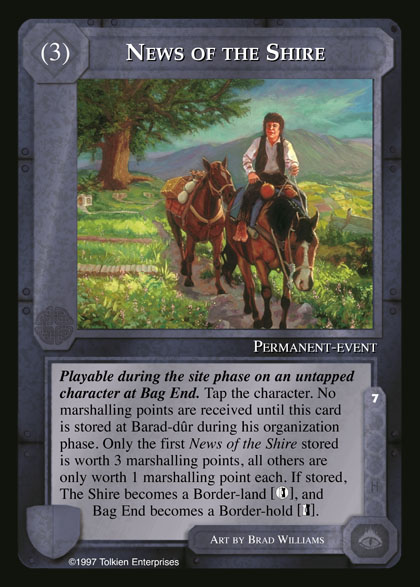 (3)
NEWS OF THE SHIRE
PERMANENT-EVENT
Playable during the site phase on an untapped
character at Bag End. Tap the character. No
marshalling points are received until this card
is stored at Barad-dûr during his organization
phase. Only the first News of the Shire stored
is worth 3 marshalling points, all others are
only worth 1 marshalling point each. If stored,
The Shire becomes a Border-land [], and
Bag End becomes a Border-hold [].
7
H
ART BY BRAD WILLIAMS
©1997 Tolkien Enterprises